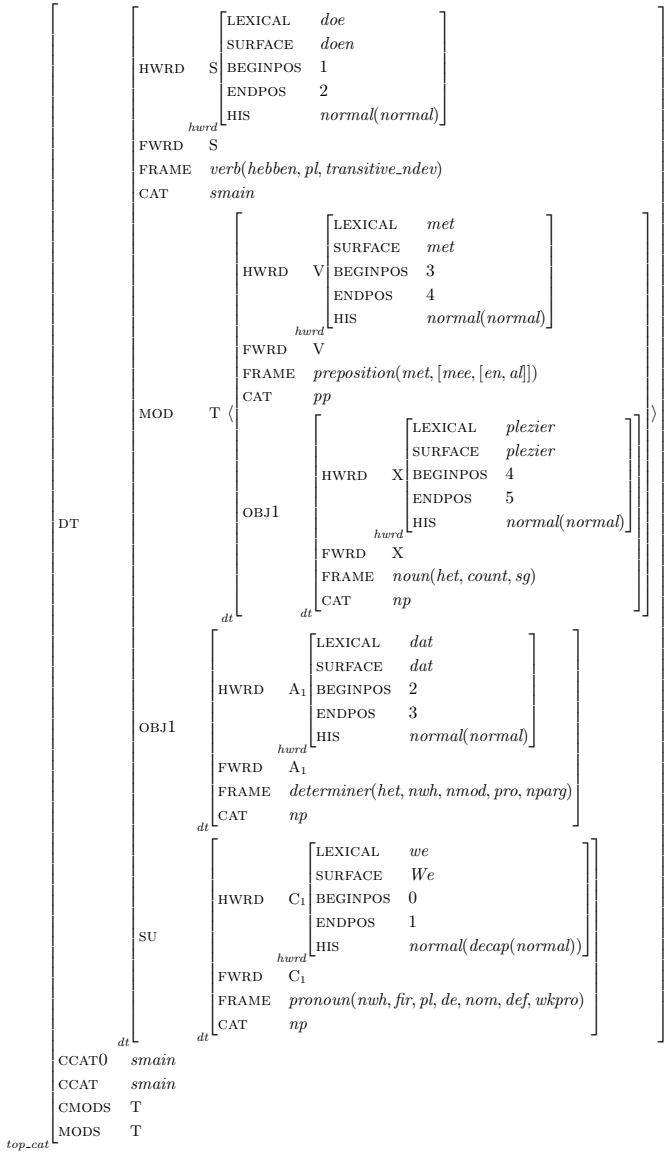 LEXICAL doe
SURFACE doen
HWRD S BEGINPOS 1
ENDPOS 2
HIS normal(normal)
hwrd
FWRD S
FRAME verb(hebben, pl, transitive_ndev)
CAT smain
LEXICAL met
SURFACE met
HWRD V BEGINPOS 3
ENDPOS 4
HIS normal(normal)
hwrd
FWRD V
FRAME preposition(met, [mee, [en, al]])
CAT pp
MOD T ⟨ ⟩
LEXICAL plezier
SURFACE plezier
HWRD X BEGINPOS 4
ENDPOS 5
OBJ1
HIS normal(normal)
DT
hwrd
FWRD X
FRAME noun(het, count, sg)
CAT np
dt dt
LEXICAL dat
SURFACE dat
HWRD A1 BEGINPOS 2
ENDPOS 3
OBJ1
HIS normal(normal)
hwrd
FWRD A1
FRAME determiner(het, nwh, nmod, pro, nparg)
CAT np
dt
LEXICAL we
SURFACE We
HWRD C1 BEGINPOS 0
ENDPOS 1
SU
HIS normal(decap(normal))
hwrd
FWRD C1
FRAME pronoun(nwh, fir, pl, de, nom, def, wkpro)
CAT np
dt dt
CCAT0 smain
CCAT smain
CMODS T
MODS T
top_cat